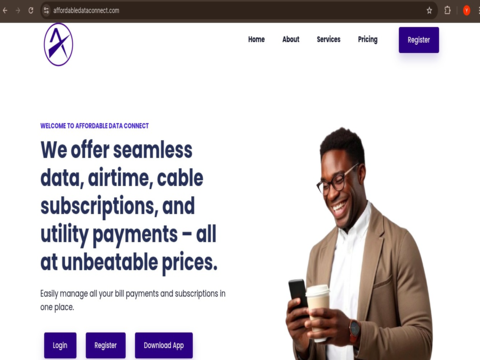 affordabledataconnect.com
Home About Services Pricing Register
WELCOME TO AFFORDABLE DATA CONNECT
We offer seamless
data, airtime, cable
subscriptions, and
utility payments – all
at unbeatable prices.
Easily manage all your bill payments and subscriptions in
one place.
Login Register Download App